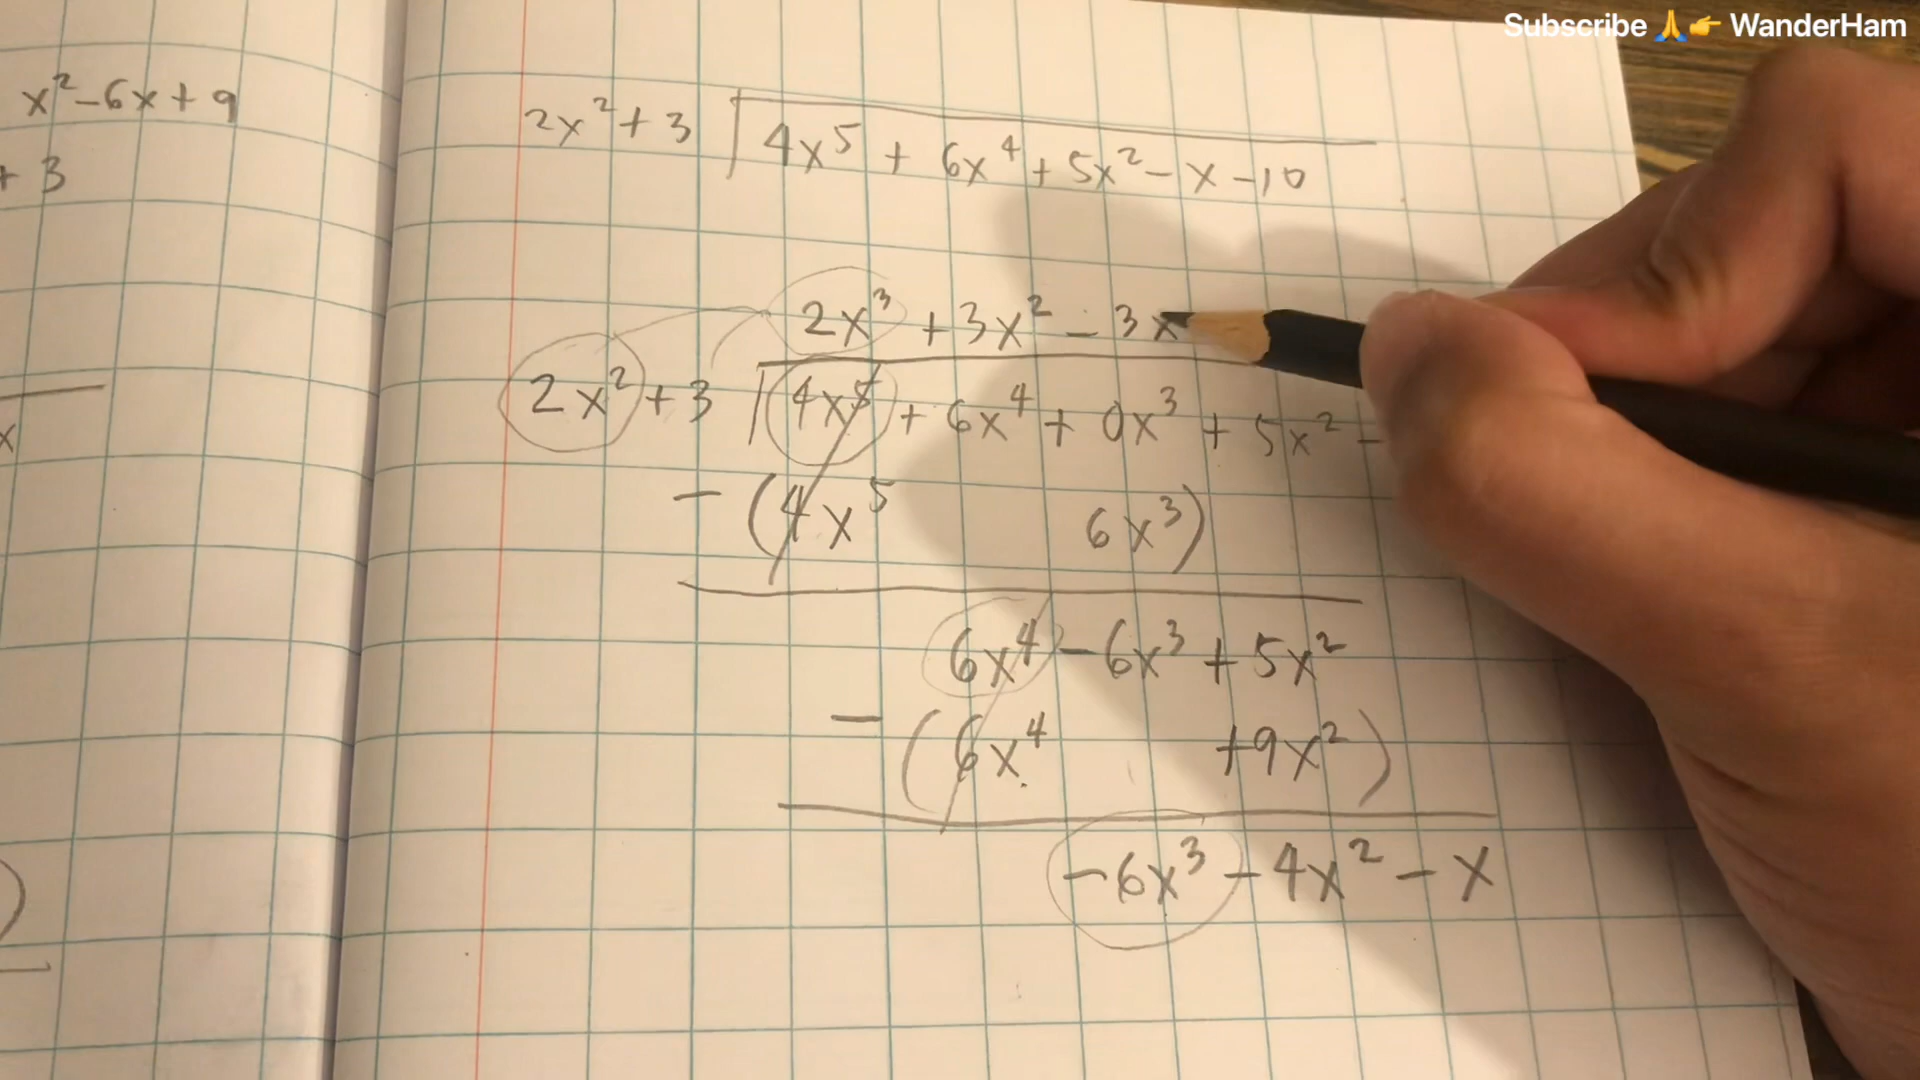 Subscribe 🙏👉 WanderHam
x²-6x+9
+ 3
x
)
2x²+3 4x⁵ + 6x⁴ + 5x² - x - 10
2x³ + 3x² - 3x
2x²+3 4x⁵ + 6x⁴ + 0x³ + 5x² -
- (4x⁵ 6x³)
6x⁴ - 6x³ + 5x²
- (6x⁴ +9x²)
-6x³ - 4x² - x